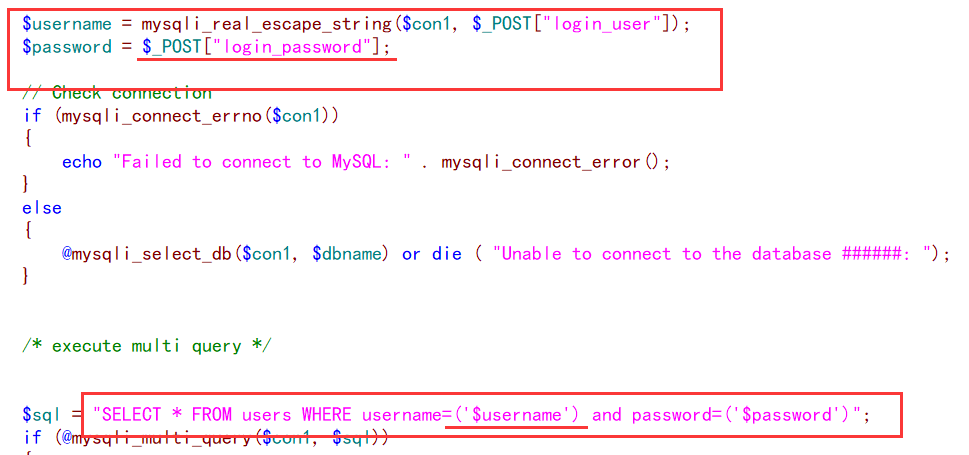 $username = mysqli_real_escape_string($con1, $_POST["login_user"]);
$password = $_POST["login_password"];
// Check connection
if (mysqli_connect_errno($con1))
{
echo "Failed to connect to MySQL: " . mysqli_connect_error();
}
else
{
@mysqli_select_db($con1, $dbname) or die ( "Unable to connect to the database ######: ");
}
/* execute multi query */
$sql = "SELECT * FROM users WHERE username=('$username') and password=('$password')";
if (@mysqli_multi_query($con1, $sql))
{